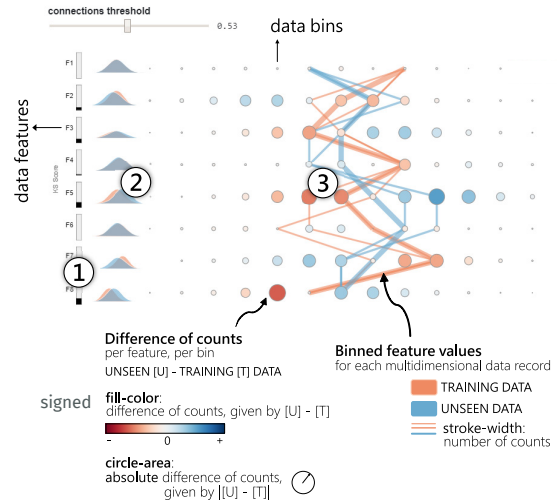 connections threshold
0.53
data bins
data features
KS Score
F1
F2
F3
F4
F5
F6
F7
F8
1
2
3
Difference of counts
per feature, per bin
UNSEEN [U] - TRAINING [T] DATA
signed
fill-color:
difference of counts, given by [U] - [T]
- 0 +
circle-area:
absolute difference of counts,
given by |[U] - [T]|
Binned feature values
for each multidimensional data record
TRAINING DATA
UNSEEN DATA
stroke-width:
number of counts